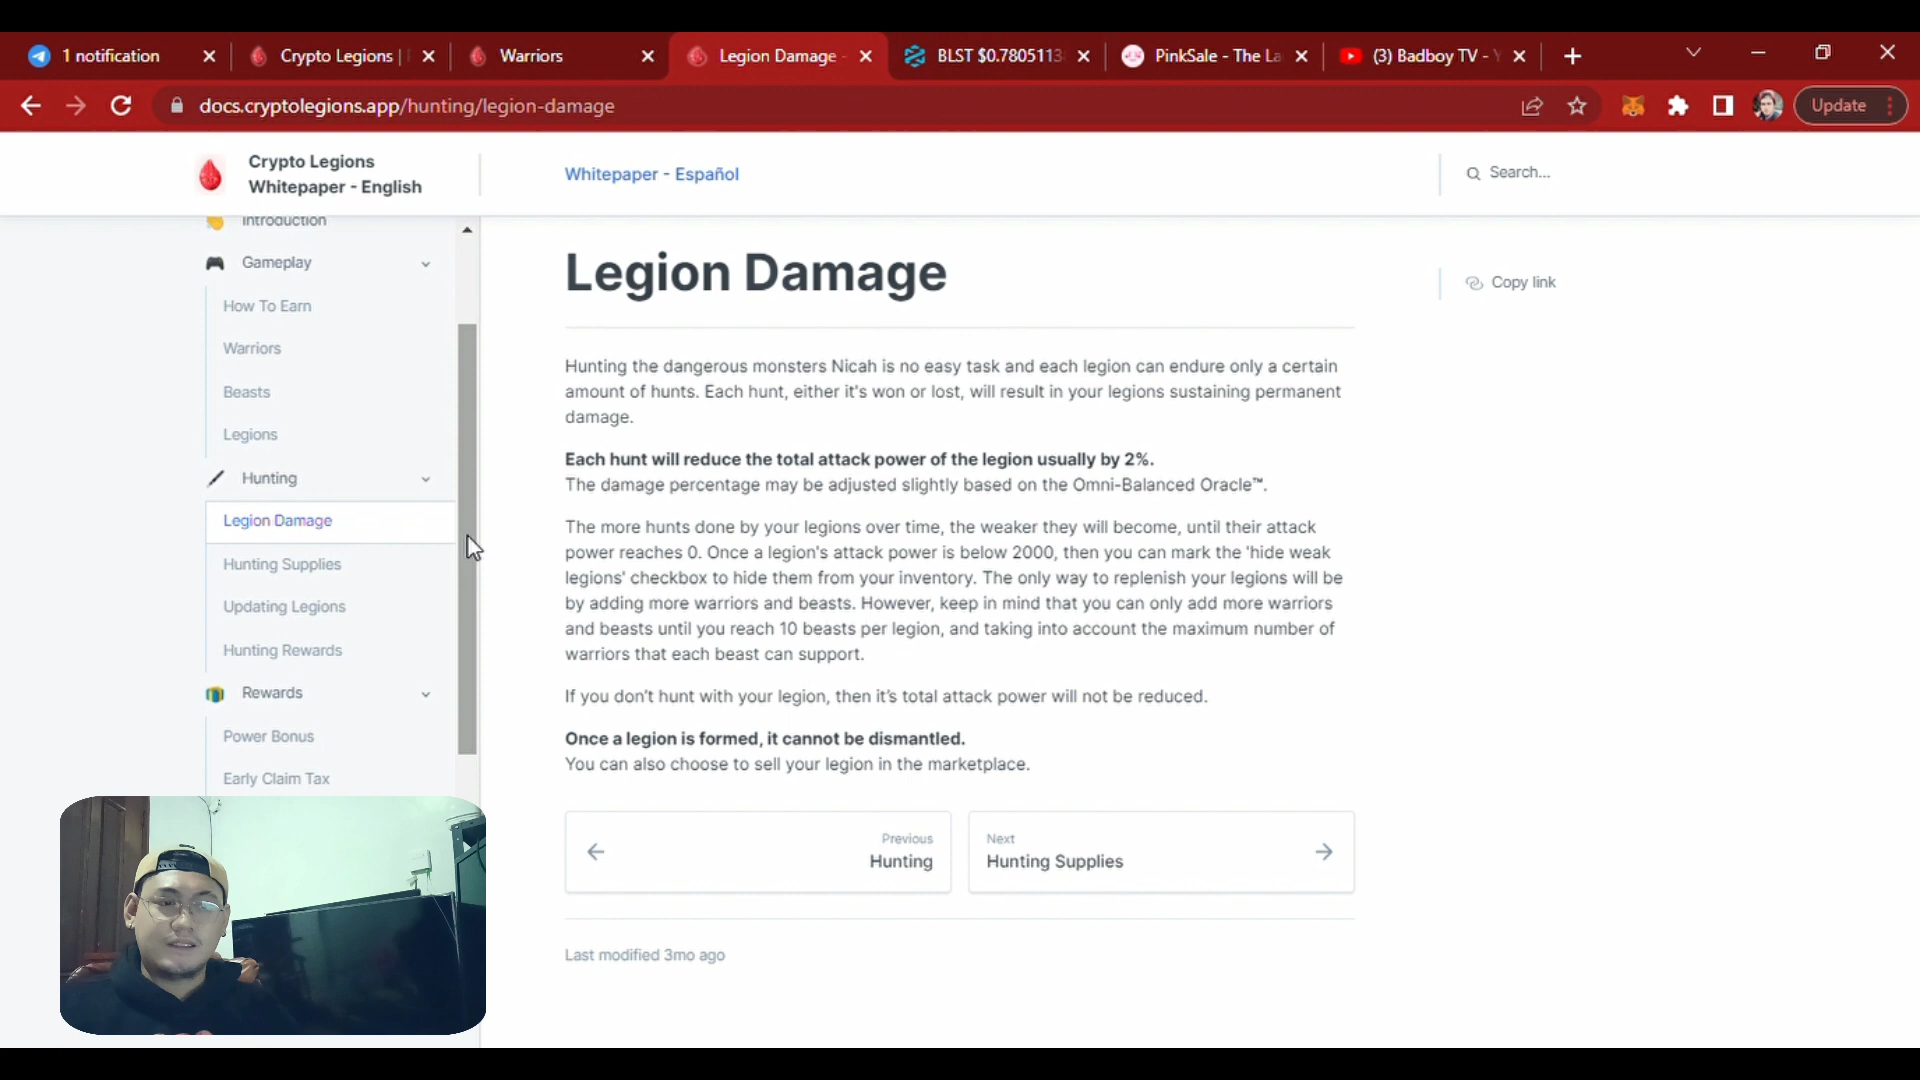 1 notification
Crypto Legions |
Warriors
Legion Damage -
BLST $0.7805113
PinkSale - The La
(3) Badboy TV - Y
docs.cryptolegions.app/hunting/legion-damage
Update
Crypto Legions
Whitepaper - English
Whitepaper - Español
Search...
Introduction
Gameplay
How To Earn
Warriors
Beasts
Legions
Hunting
Legion Damage
Hunting Supplies
Updating Legions
Hunting Rewards
Rewards
Power Bonus
Early Claim Tax
Legion Damage
Copy link
Hunting the dangerous monsters Nicah is no easy task and each legion can endure only a certain
amount of hunts. Each hunt, either it's won or lost, will result in your legions sustaining permanent
damage.
Each hunt will reduce the total attack power of the legion usually by 2%.
The damage percentage may be adjusted slightly based on the Omni-Balanced Oracle™.
The more hunts done by your legions over time, the weaker they will become, until their attack
power reaches 0. Once a legion's attack power is below 2000, then you can mark the 'hide weak
legions' checkbox to hide them from your inventory. The only way to replenish your legions will be
by adding more warriors and beasts. However, keep in mind that you can only add more warriors
and beasts until you reach 10 beasts per legion, and taking into account the maximum number of
warriors that each beast can support.
If you don't hunt with your legion, then it's total attack power will not be reduced.
Once a legion is formed, it cannot be dismantled.
You can also choose to sell your legion in the marketplace.
Previous
Hunting
Next
Hunting Supplies
Last modified 3mo ago